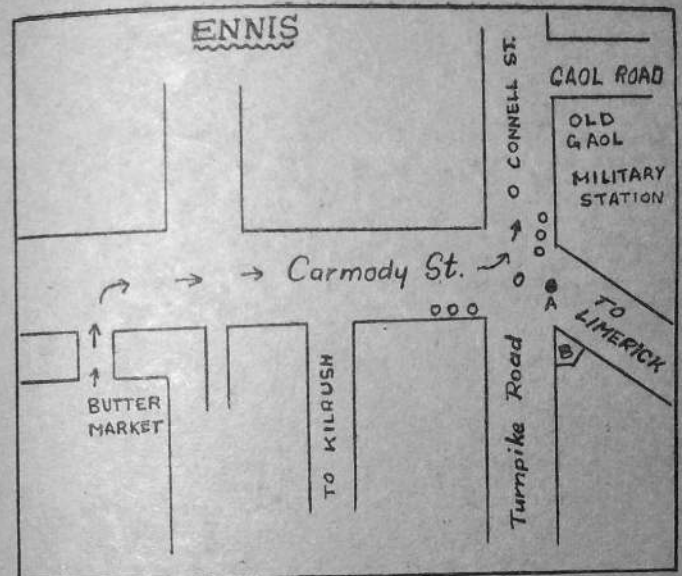 ENNIS
CONNELL ST.
GAOL ROAD
OLD
GAOL
MILITARY
STATION
Carmody St.
A
TO
LIMERICK
B
BUTTER
MARKET
TO KILRUSH
Turnpike Road